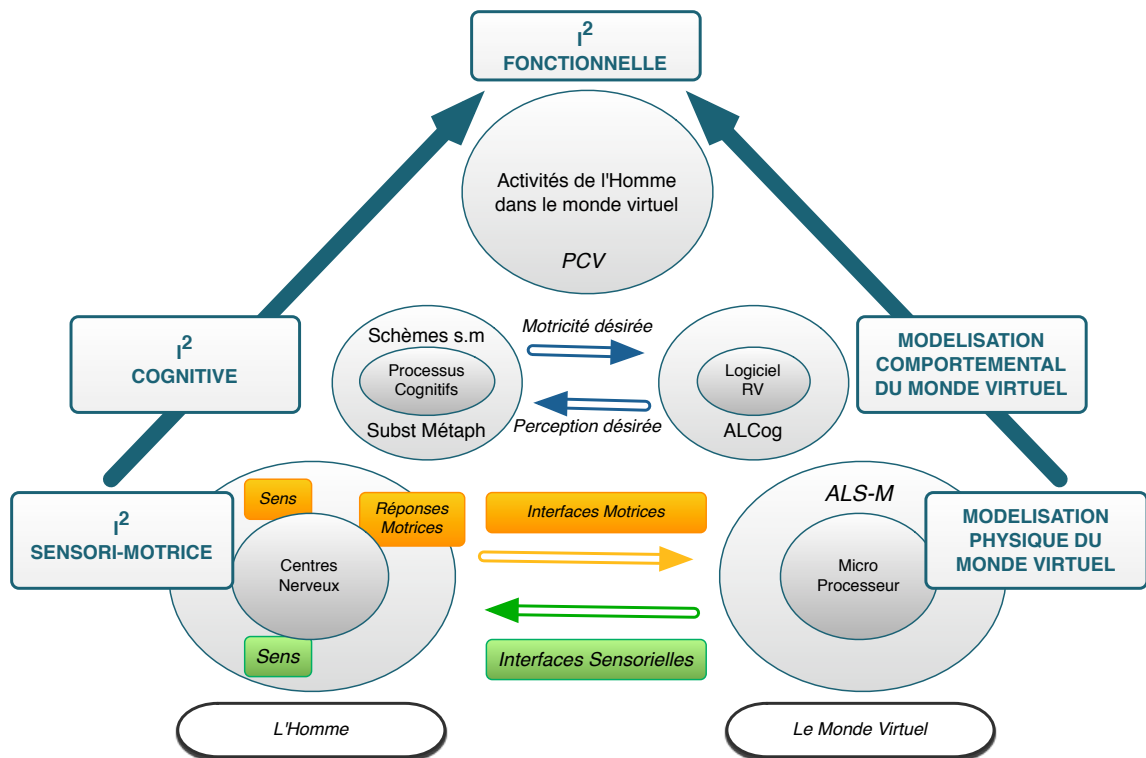 I²
FONCTIONNELLE
Activités de l'Homme
dans le monde virtuel
PCV
I²
COGNITIVE
Schèmes s.m
Processus
Cognitifs
Subst Métaph
Motricité désirée
Perception désirée
Logiciel
RV
ALCog
MODELISATION
COMPORTEMENTAL
DU MONDE VIRTUEL
I²
SENSORI-MOTRICE
Sens
Réponses
Motrices
Centres
Nerveux
Sens
Interfaces Motrices
Interfaces Sensorielles
ALS-M
Micro
Processeur
MODELISATION
PHYSIQUE DU
MONDE VIRTUEL
L'Homme
Le Monde Virtuel